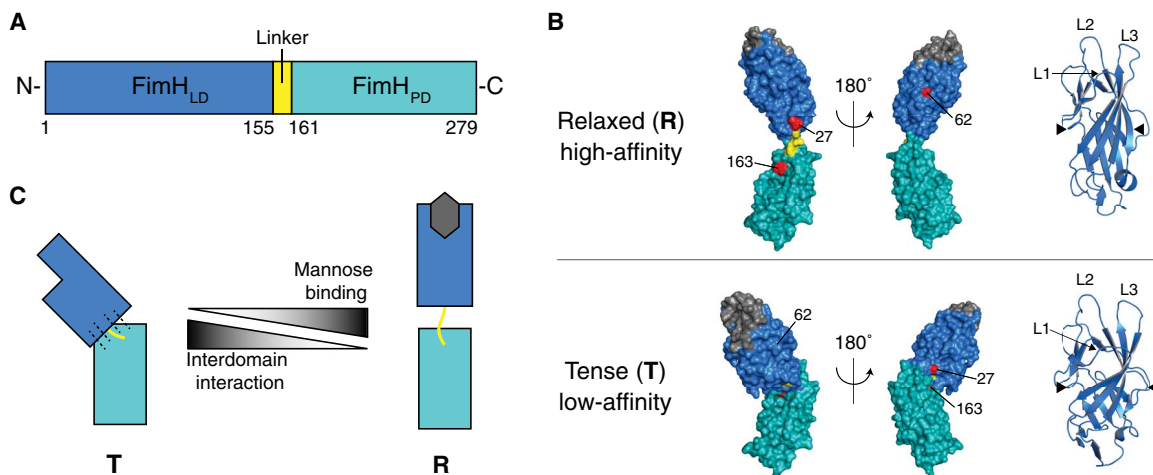 A
Linker
N-
FimH_LD
FimH_PD
-C
1
155
161
279
B
Relaxed (R)
high-affinity
163
27
180°
62
L2
L3
L1
Tense (T)
low-affinity
62
180°
27
163
L2
L3
L1
C
Mannose
binding
Interdomain
interaction
T
R